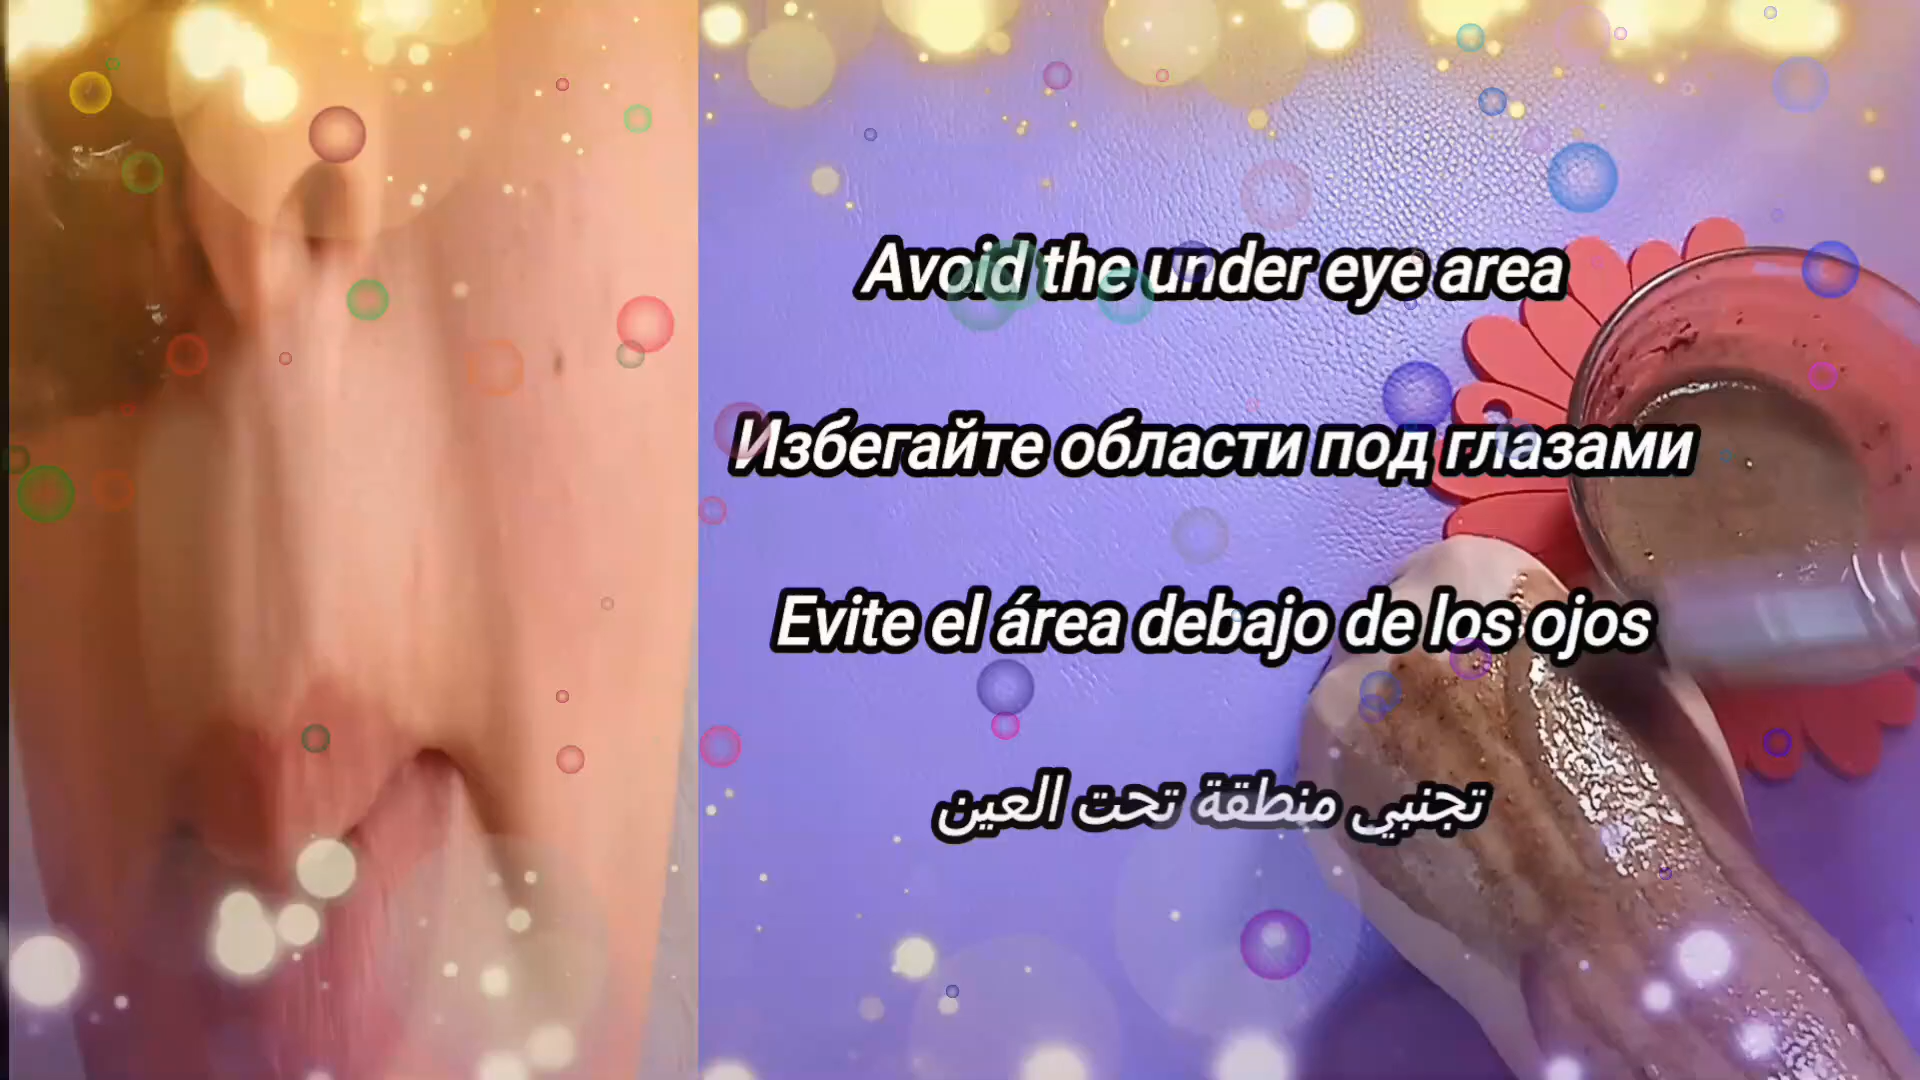 Avoid the under eye area
Избегайте области под глазами
Evite el área debajo de los ojos
تجنبي منطقة تحت العين